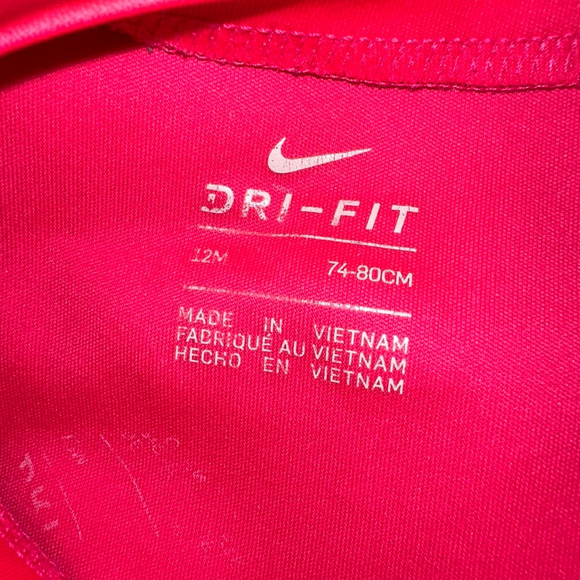 DRI-FIT
12M 74-80CM
MADE IN VIETNAM
FABRIQUÉ AU VIETNAM
HECHO EN VIETNAM